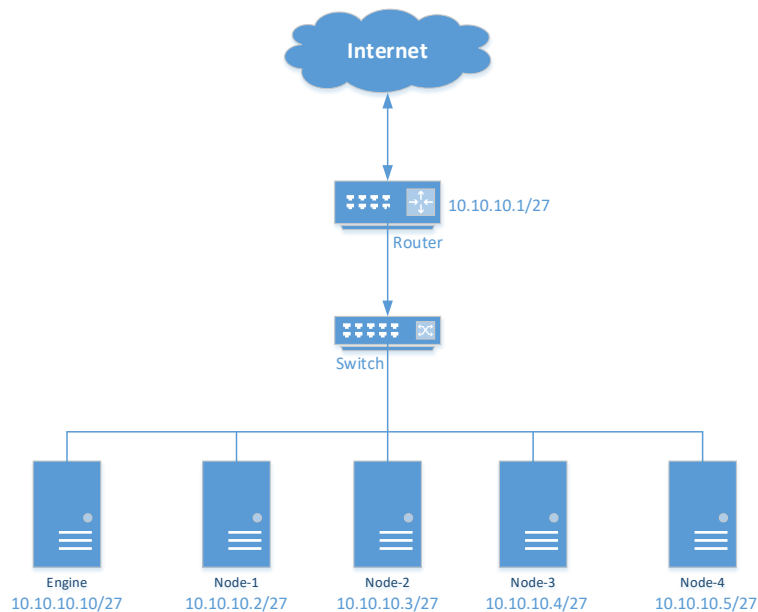 Internet
10.10.10.1/27
Router
Switch
Engine
10.10.10.10/27
Node-1
10.10.10.2/27
Node-2
10.10.10.3/27
Node-3
10.10.10.4/27
Node-4
10.10.10.5/27